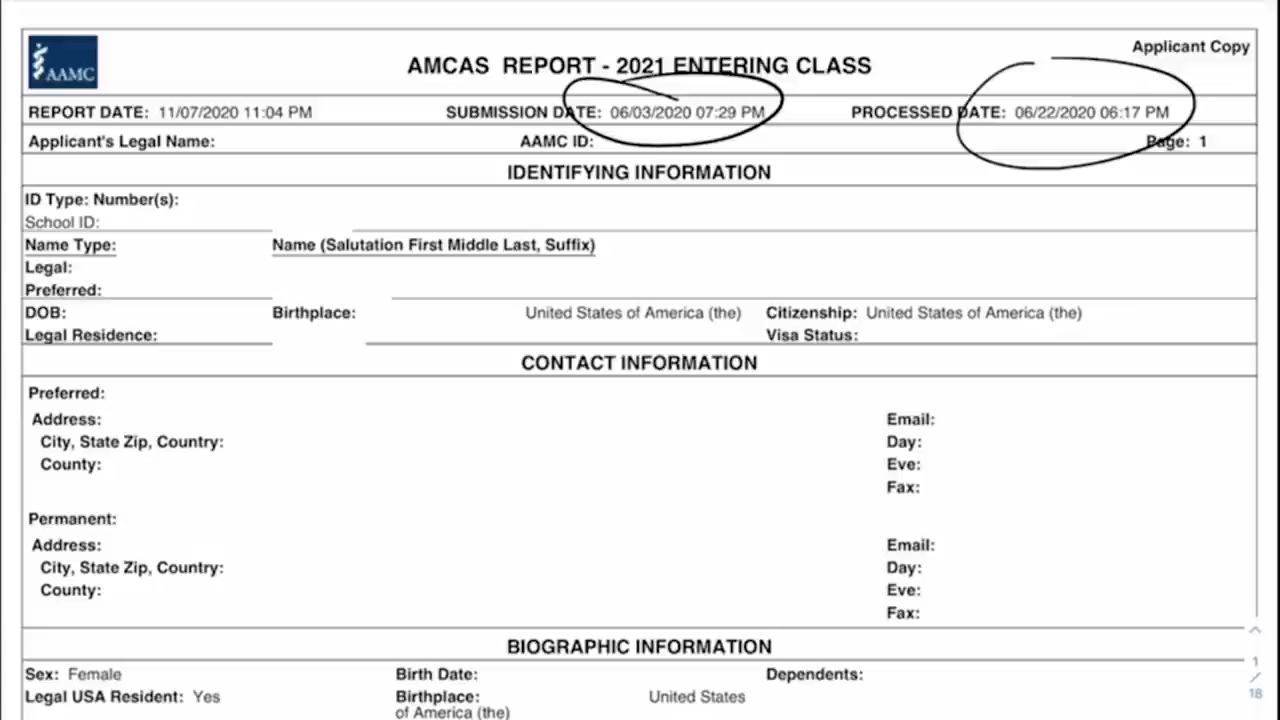 Applicant Copy
AAMC
AMCAS REPORT - 2021 ENTERING CLASS
REPORT DATE: 11/07/2020 11:04 PM SUBMISSION DATE: 06/03/2020 07:29 PM PROCESSED DATE: 06/22/2020 06:17 PM
Applicant's Legal Name: AAMC ID: Page: 1
IDENTIFYING INFORMATION
ID Type: Number(s):
School ID:
Name Type: Name (Salutation First Middle Last, Suffix)
Legal:
Preferred:
DOB: Birthplace: United States of America (the) Citizenship: United States of America (the)
Legal Residence: Visa Status:
CONTACT INFORMATION
Preferred:
Address: Email:
City, State Zip, Country: Day:
County: Eve:
Fax:
Permanent:
Address: Email:
City, State Zip, Country: Day:
County: Eve:
Fax:
BIOGRAPHIC INFORMATION
Sex: Female Birth Date: Dependents:
Legal USA Resident: Yes Birthplace: United States
of America (the)
1
/
18